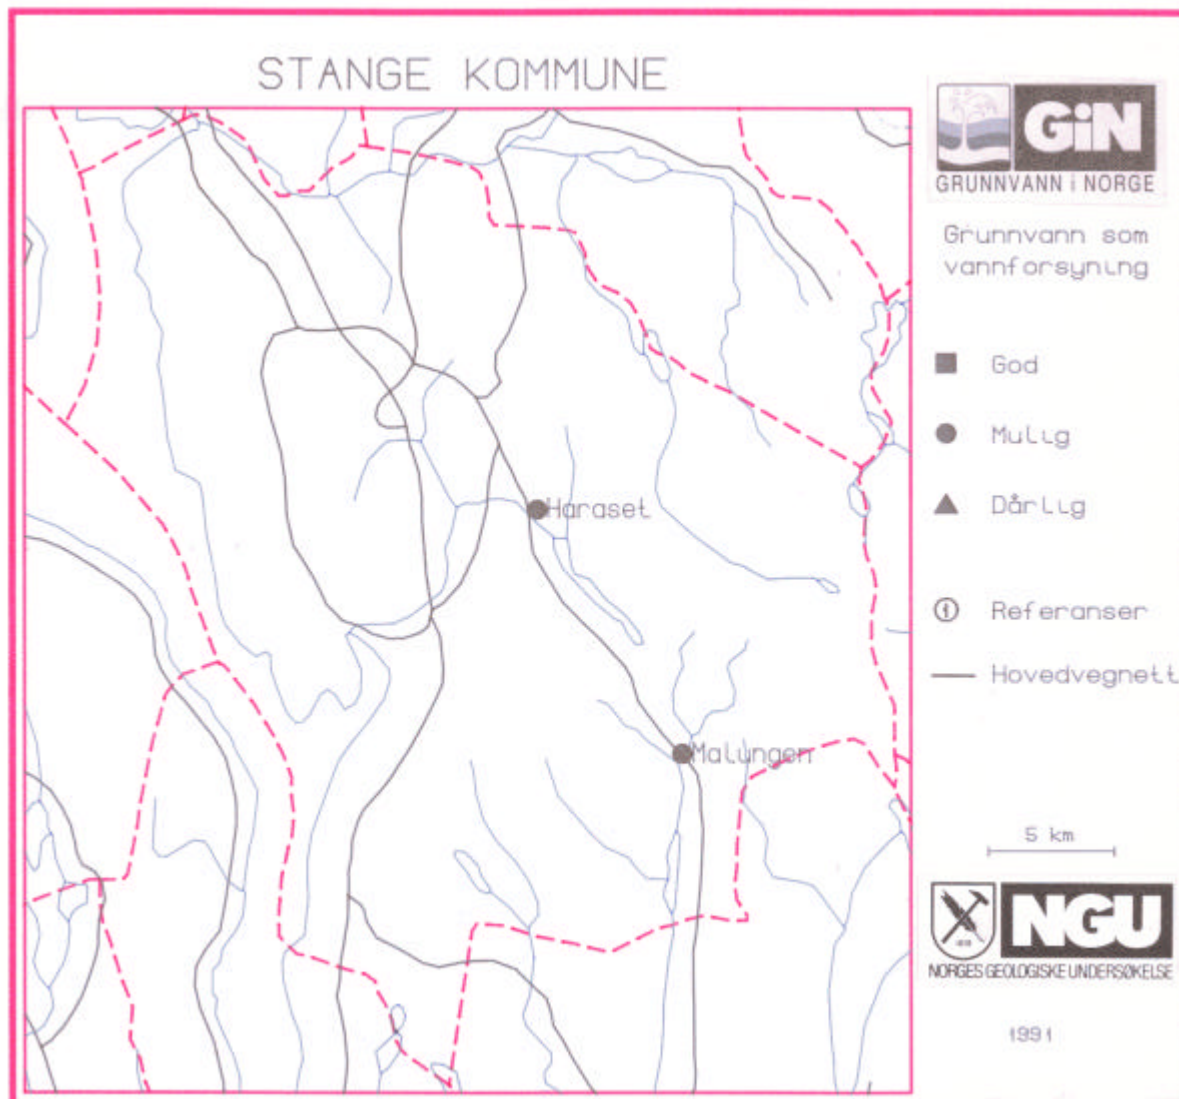 STANGE KOMMUNE
GiN
GRUNNVANN i NORGE
Grunnvann som
vannforsyning
God
Mulig
Dårlig
Referanser
Hovedvegnett
Haraset
Malungen
5 km
NGU
NORGES GEOLOGISKE UNDERSØKELSE
1991